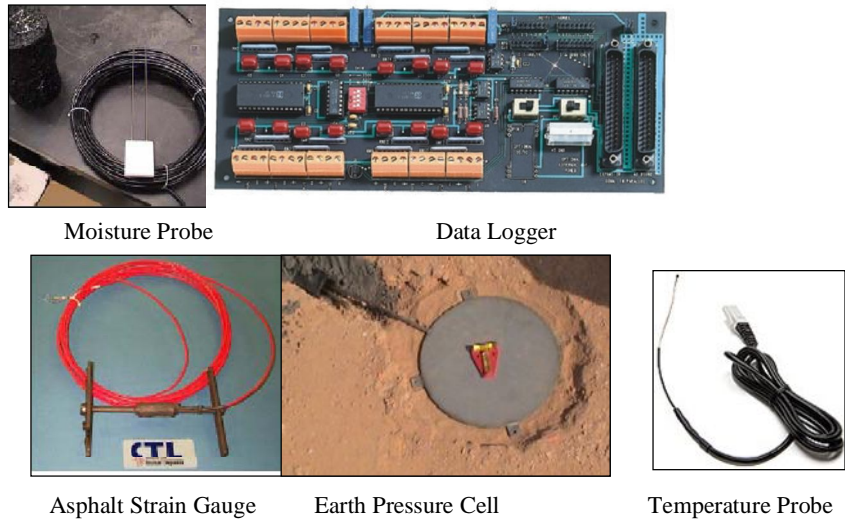 Moisture Probe
Data Logger
CTL
Asphalt Strain Gauge
Earth Pressure Cell
Temperature Probe